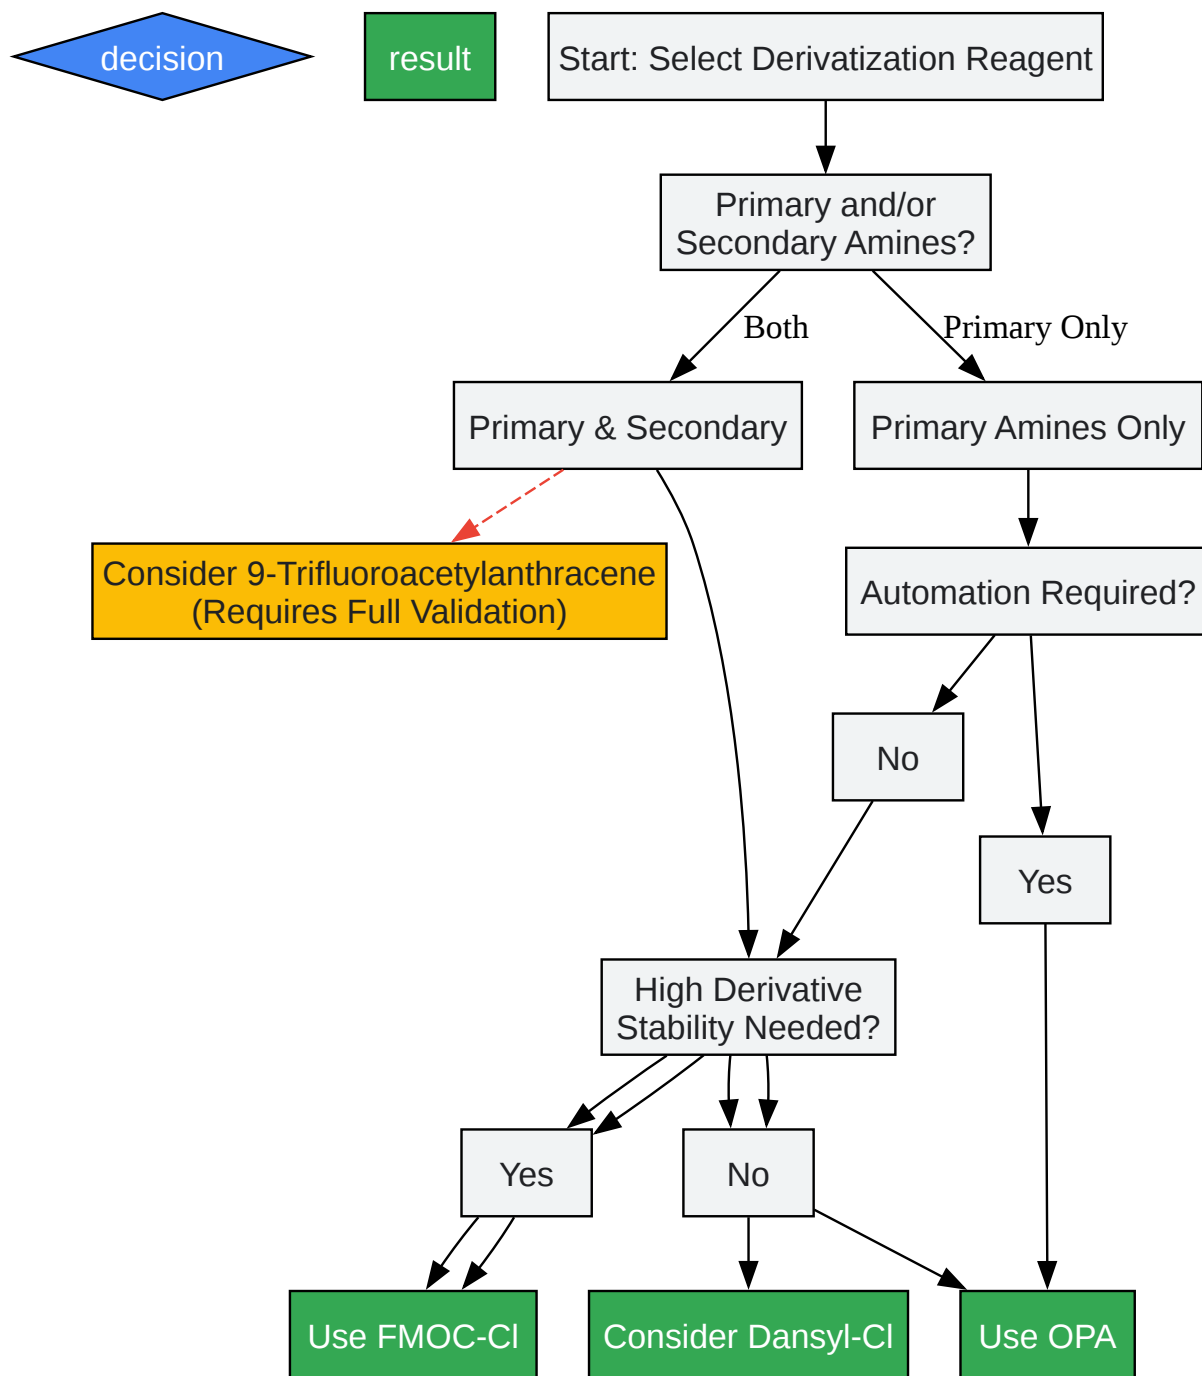 decision
result
Start: Select Derivatization Reagent
Primary and/or
Secondary Amines?
Both
Primary Only
Primary & Secondary
Primary Amines Only
Consider 9-Trifluoroacetylanthracene
(Requires Full Validation)
Automation Required?
No
Yes
High Derivative
Stability Needed?
Yes
No
Use FMOC-Cl
Consider Dansyl-Cl
Use OPA